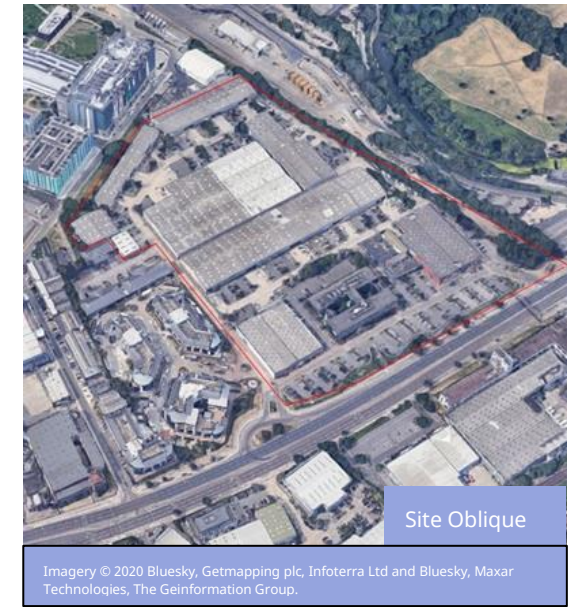 Site Oblique
Imagery © 2020 Bluesky, Getmapping plc, Infoterra Ltd and Bluesky, Maxar
Technologies, The Geinformation Group.